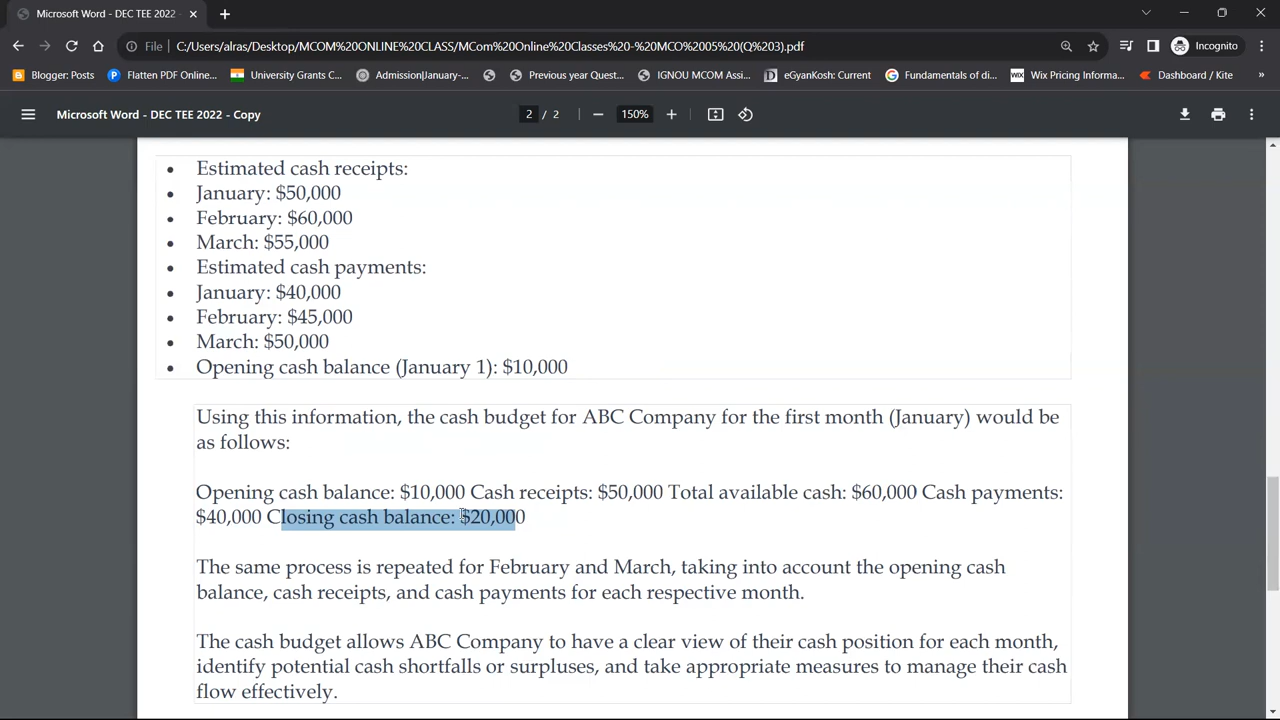 Microsoft Word - DEC TEE 2022 -
File C:/Users/alras/Desktop/MCOM%20ONLINE%20CLASS/MCOm%20Online%20Classes%20-%20MCO%2005%20(Q%203).pdf Incognito
Blogger: Posts Flatten PDF Online... University Grants C... Admission|January-... Previous year Quest... IGNOU MCOM Assi... eGyanKosh: Current Fundamentals of di... WIX Wix Pricing Informa... Dashboard / Kite »
Microsoft Word - DEC TEE 2022 - Copy 2 / 2 — 150% +
• Estimated cash receipts:
• January: $50,000
• February: $60,000
• March: $55,000
• Estimated cash payments:
• January: $40,000
• February: $45,000
• March: $50,000
• Opening cash balance (January 1): $10,000
Using this information, the cash budget for ABC Company for the first month (January) would be
as follows:
Opening cash balance: $10,000 Cash receipts: $50,000 Total available cash: $60,000 Cash payments:
$40,000 Closing cash balance: $20,000
The same process is repeated for February and March, taking into account the opening cash
balance, cash receipts, and cash payments for each respective month.
The cash budget allows ABC Company to have a clear view of their cash position for each month,
identify potential cash shortfalls or surpluses, and take appropriate measures to manage their cash
flow effectively.